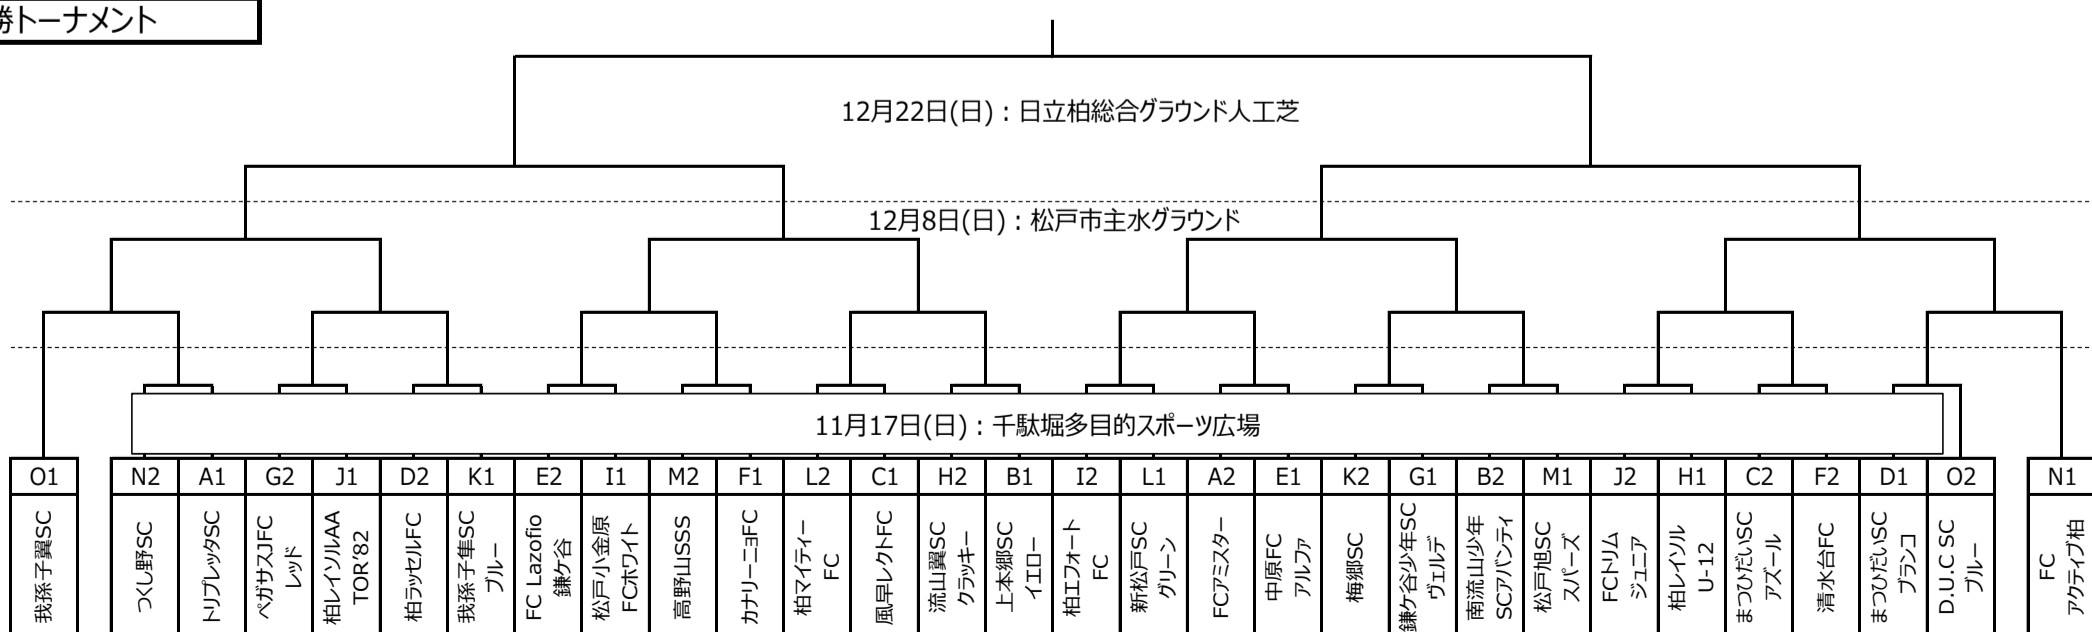 勝トーナメント
12月22日(日)：日立柏総合グラウンド人工芝
12月8日(日)：松戸市主水グラウンド
11月17日(日)：千駄堀多目的スポーツ広場
O1
N2
A1
G2
J1
D2
K1
E2
I1
M2
F1
L2
C1
H2
B1
I2
L1
A2
E1
K2
G1
B2
M1
J2
H1
C2
F2
D1
O2
N1
我孫子翼SC
つくし野SC
トリプレッタSC
ペガサスJFC
レッド
柏レイソルAA
TOR'82
柏ラッセルFC
我孫子隼SC
ブルー
FC Lazofio
鎌ケ谷
松戸小金原
FCホワイト
高野山SSS
カナリーニョFC
柏マイティー
FC
風早レクトFC
流山翼SC
クラッキー
上本郷SC
イエロー
柏エフォート
FC
新松戸SC
グリーン
FCアミスター
中原FC
アルファ
梅郷SC
鎌ケ谷少年SC
ヴェルデ
南流山少年
SCアバンティ
松戸旭SC
スパーズ
FCトリム
ジュニア
柏レイソル
U-12
まつひだいSC
アズール
清水台FC
まつひだいSC
ブランコ
D.U.C SC
ブルー
FC
アクティブ柏